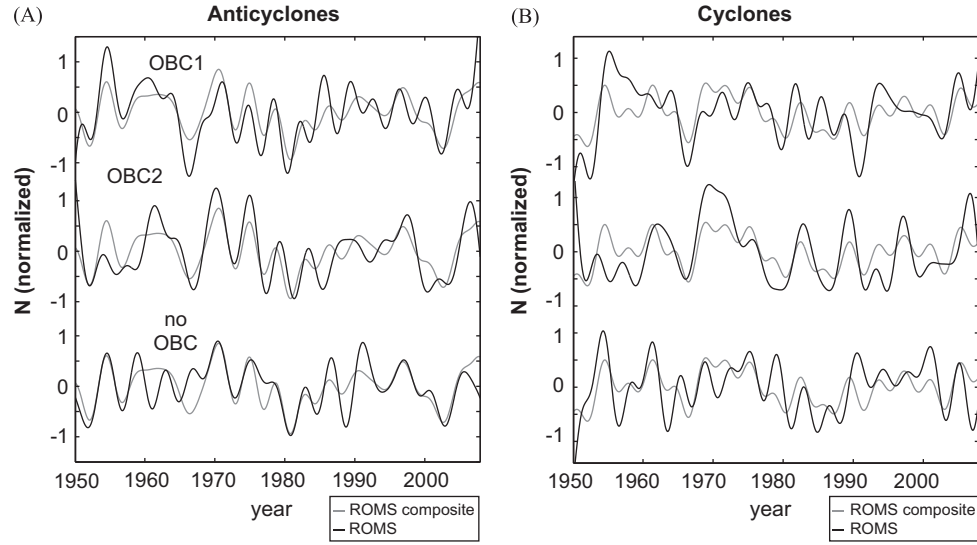 (A)
Anticyclones
OBC1
1
0
-1
OBC2
1
0
-1
no
OBC
1
0
-1
N (normalized)
1950 1960 1970 1980 1990 2000
year
ROMS composite
ROMS
(B)
Cyclones
1
0
-1
1
0
-1
1
0
-1
N (normalized)
1950 1960 1970 1980 1990 2000
year
ROMS composite
ROMS